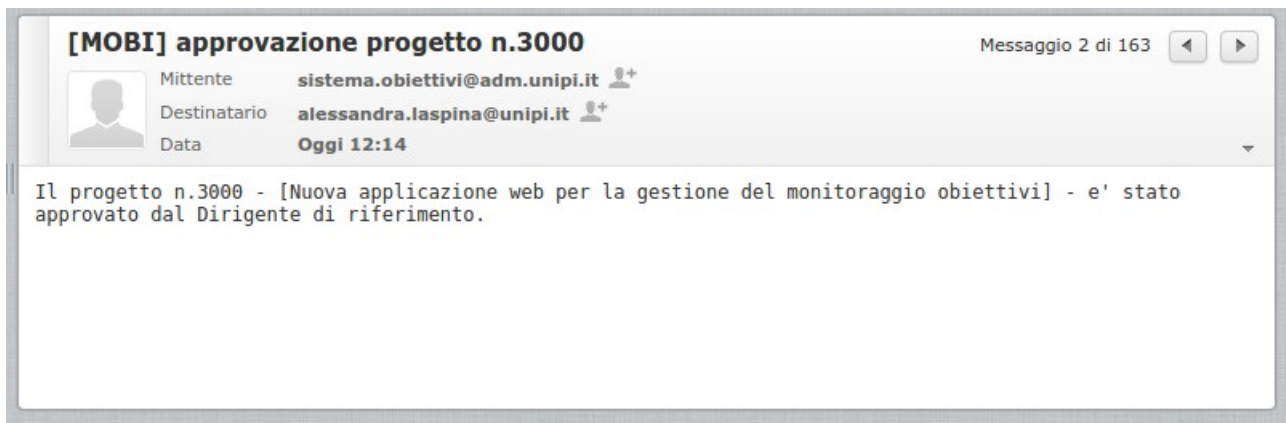 [MOBI] approvazione progetto n.3000
Messaggio 2 di 163
Mittente sistema.obiettivi@adm.unipi.it
Destinatario alessandra.laspina@unipi.it
Data Oggi 12:14
Il progetto n.3000 - [Nuova applicazione web per la gestione del monitoraggio obiettivi] - e' stato
approvato dal Dirigente di riferimento.